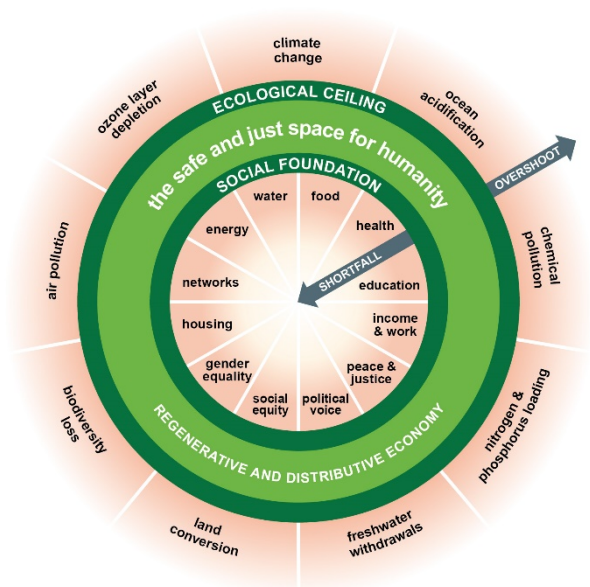 climate
change
ocean
acidification
chemical
pollution
nitrogen &
phosphorus loading
freshwater
withdrawals
land
conversion
biodiversity
loss
air pollution
ozone layer
depletion
ECOLOGICAL CEILING
the safe and just space for humanity
SOCIAL FOUNDATION
OVERSHOOT
SHORTFALL
water
food
health
education
income
& work
peace &
justice
political
voice
social
equity
gender
equality
housing
networks
energy
REGENERATIVE AND DISTRIBUTIVE ECONOMY